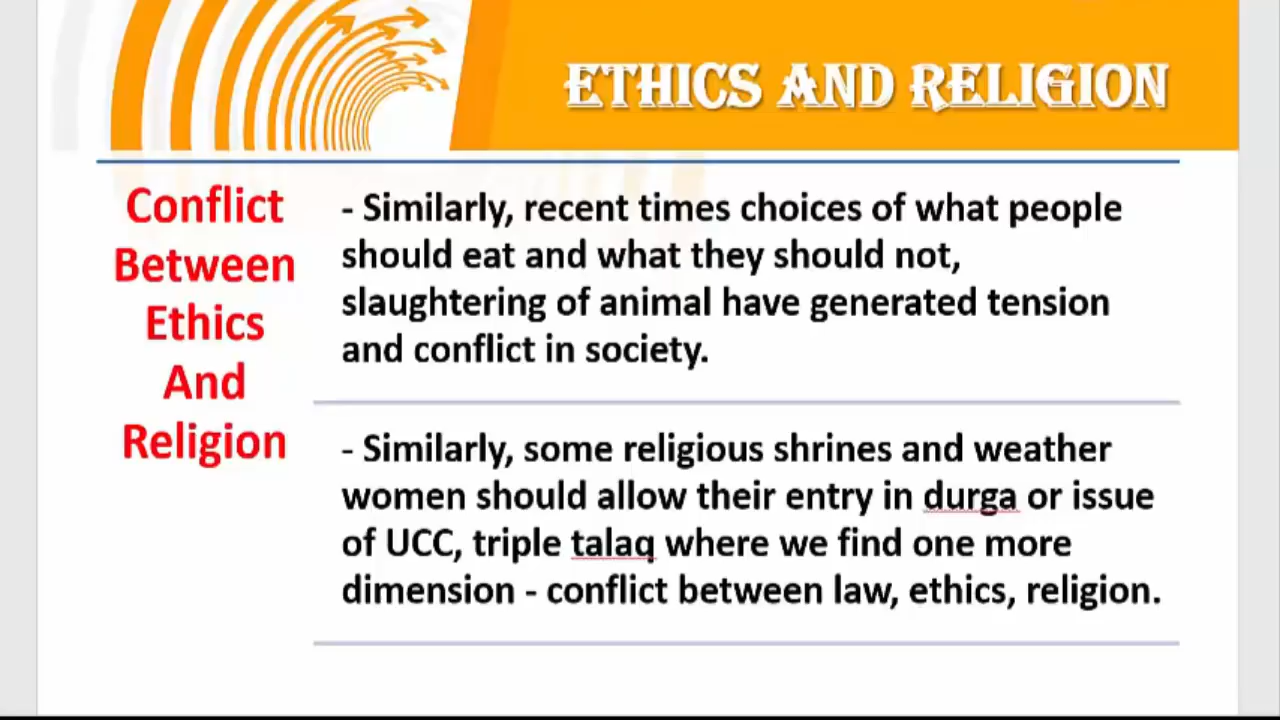 ETHICS AND RELIGION
Conflict
Between
Ethics
And
Religion
- Similarly, recent times choices of what people
should eat and what they should not,
slaughtering of animal have generated tension
and conflict in society.
- Similarly, some religious shrines and weather
women should allow their entry in durga or issue
of UCC, triple talaq where we find one more
dimension - conflict between law, ethics, religion.